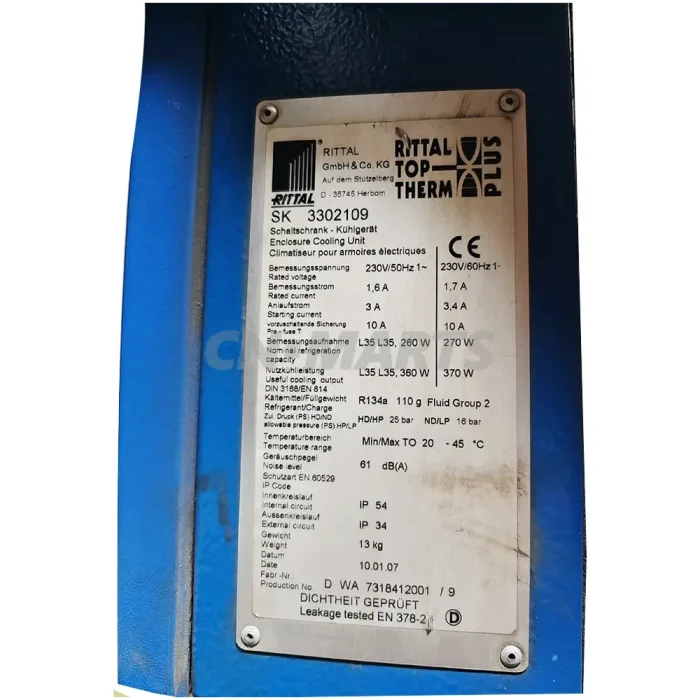 RITTAL
RITTAL
GmbH & Co. KG
Auf dem Stützelberg
D - 35745 Herborn
RITTAL
TOP
THERM
PLUS
SK 3302109
Schaltschrank - Kühlgerät
Enclosure Cooling Unit
Climatiseur pour armoires électriques
CE
Bemessungsspannung 230V/50Hz 1~ 230V/60Hz 1~
Rated voltage
Bemessungsstrom 1,6 A 1,7 A
Rated current
Anlaufstrom 3 A 3,4 A
Starting current
vorzuschaltende Sicherung 10 A 10 A
Pre.- fuse T
Bemessungsaufnahme L35 L35, 260 W 270 W
Nominal refrigeration
capacity
Nutzkühlleistung L35 L35, 360 W 370 W
Useful cooling output
DIN 3168/EN 814
Kältemittel/Füllgewicht R134a 110 g Fluid Group 2
Refrigerant/Charge
Zul. Druck (PS) HD/ND HD/HP 25 bar ND/LP 16 bar
allowable pressure (PS) HP/LP
Temperaturbereich Min/Max TO 20 - 45 °C
Temperature range
Geräuschpegel
Noise level 61 dB(A)
Schutzart EN 60529
IP Code
Innenkreislauf
Internal circuit IP 54
Aussenkreislauf
External circuit IP 34
Gewicht
Weight 13 kg
Datum
Date 10.01.07
Fabr.-Nr.
Production No. D WA 7318412001 / 9
DICHTHEIT GEPRÜFT
Leakage tested EN 378-2 D
CN MARTS